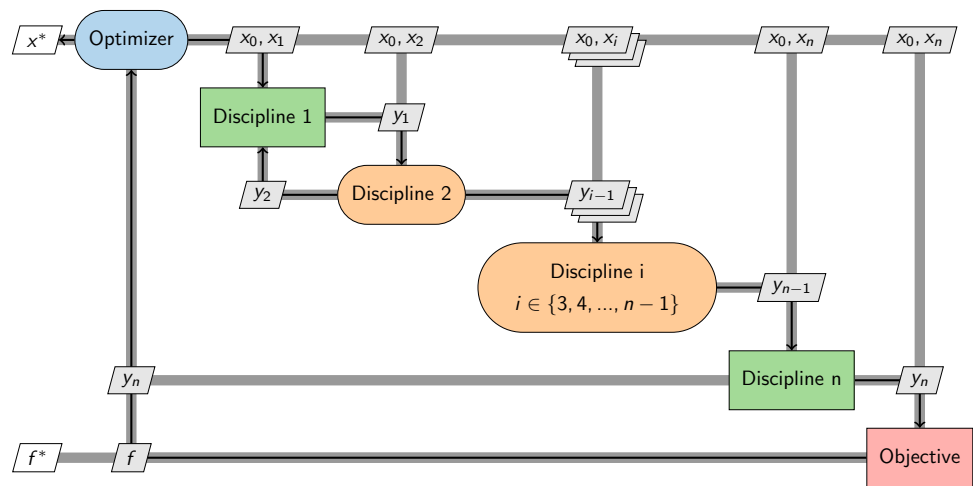 x* Optimizer x₀, x₁ x₀, x₂ x₀, xᵢ x₀, xₙ x₀, xₙ
Discipline 1 y₁
y₂ Discipline 2 yᵢ₋₁
Discipline i
i ∈ {3, 4, ..., n − 1}
yₙ₋₁
yₙ Discipline n yₙ
f* f Objective